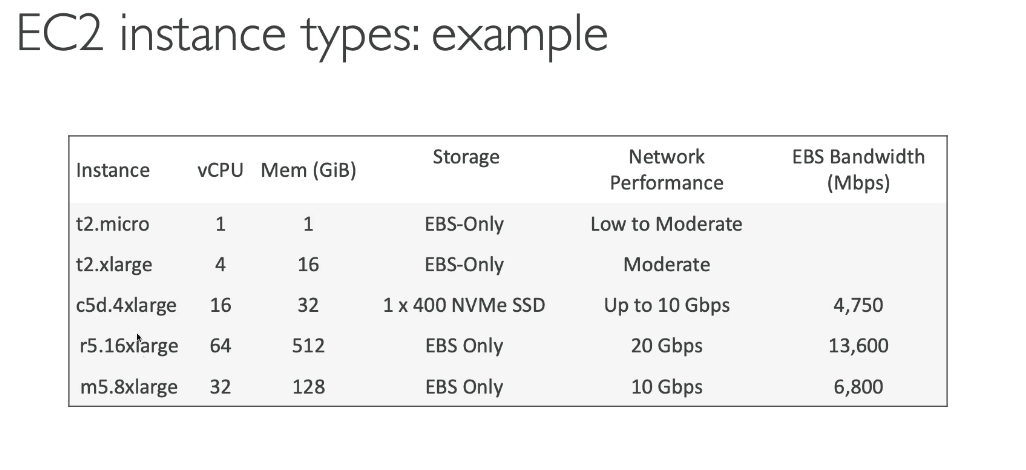 EC2 instance types: example
Instance vCPU Mem (GiB) Storage Network Performance EBS Bandwidth (Mbps)
t2.micro 1 1 EBS-Only Low to Moderate
t2.xlarge 4 16 EBS-Only Moderate
c5d.4xlarge 16 32 1 x 400 NVMe SSD Up to 10 Gbps 4,750
r5.16xlarge 64 512 EBS Only 20 Gbps 13,600
m5.8xlarge 32 128 EBS Only 10 Gbps 6,800